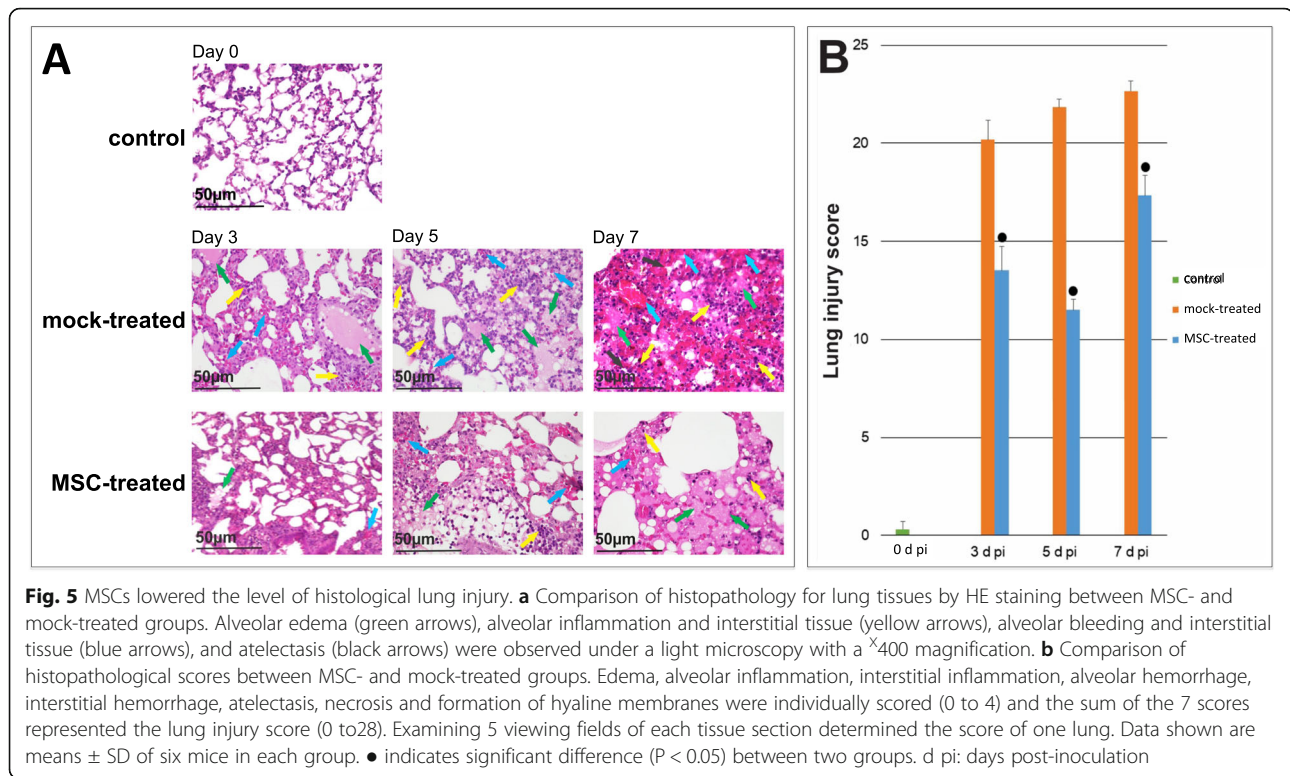 A
Day 0
control
50μm
Day 3
Day 5
Day 7
mock-treated
50μm
50μm
50μm
MSC-treated
50μm
50μm
50μm
B
Lung injury score
25
20
15
10
5
0
0 d pi
3 d pi
5 d pi
7 d pi
control
mock-treated
MSC-treated
Fig. 5 MSCs lowered the level of histological lung injury. a Comparison of histopathology for lung tissues by HE staining between MSC- and
mock-treated groups. Alveolar edema (green arrows), alveolar inflammation and interstitial tissue (yellow arrows), alveolar bleeding and interstitial
tissue (blue arrows), and atelectasis (black arrows) were observed under a light microscopy with a ˣ400 magnification. b Comparison of
histopathological scores between MSC- and mock-treated groups. Edema, alveolar inflammation, interstitial inflammation, alveolar hemorrhage,
interstitial hemorrhage, atelectasis, necrosis and formation of hyaline membranes were individually scored (0 to 4) and the sum of the 7 scores
represented the lung injury score (0 to28). Examining 5 viewing fields of each tissue section determined the score of one lung. Data shown are
means ± SD of six mice in each group. ● indicates significant difference (P < 0.05) between two groups. d pi: days post-inoculation